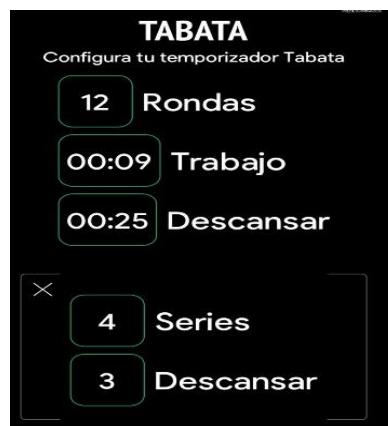 TABATA
Configura tu temporizador Tabata
12 Rondas
00:09 Trabajo
00:25 Descansar
4 Series
3 Descansar